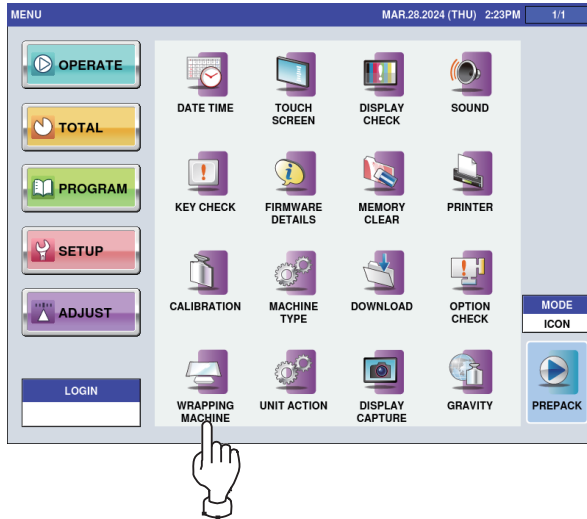 MENU MAR.28.2024 (THU) 2:23PM 1/1
OPERATE
TOTAL
PROGRAM
SETUP
ADJUST
LOGIN
DATE TIME
TOUCH
SCREEN
DISPLAY
CHECK
SOUND
KEY CHECK
FIRMWARE
DETAILS
MEMORY
CLEAR
PRINTER
CALIBRATION
MACHINE
TYPE
DOWNLOAD
OPTION
CHECK
WRAPPING
MACHINE
UNIT ACTION
DISPLAY
CAPTURE
GRAVITY
MODE
ICON
PREPACK